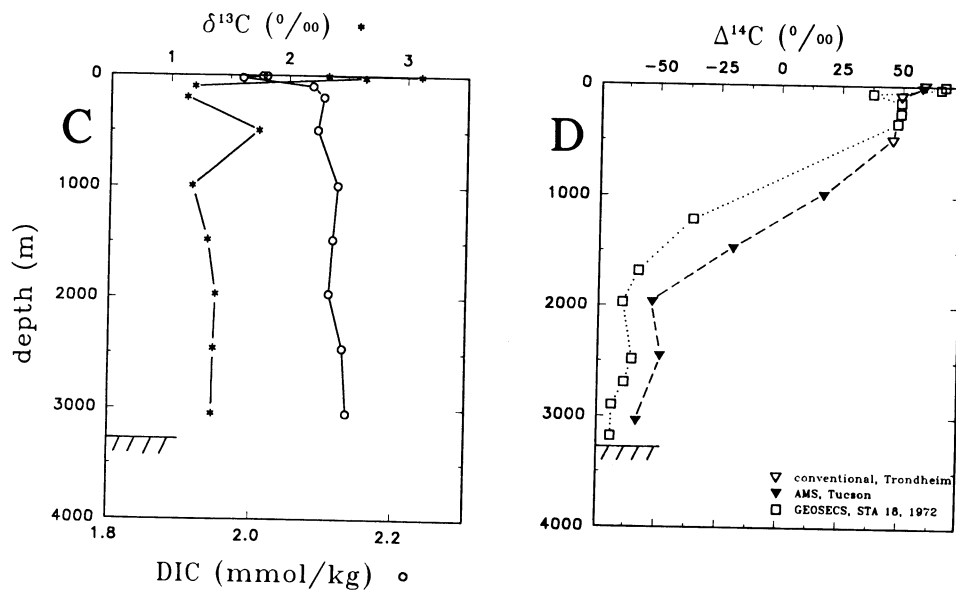 δ¹³C (⁰/₀₀) *
1 2 3
0
C
1000
2000
3000
4000
depth (m)
1.8 2.0 2.2
DIC (mmol/kg) o
Δ¹⁴C (⁰/₀₀)
−50 −25 0 25 50
0
D
1000
2000
3000
4000
▽ conventional, Trondheim
▼ AMS, Tucson
□ GEOSECS, STA 18, 1972